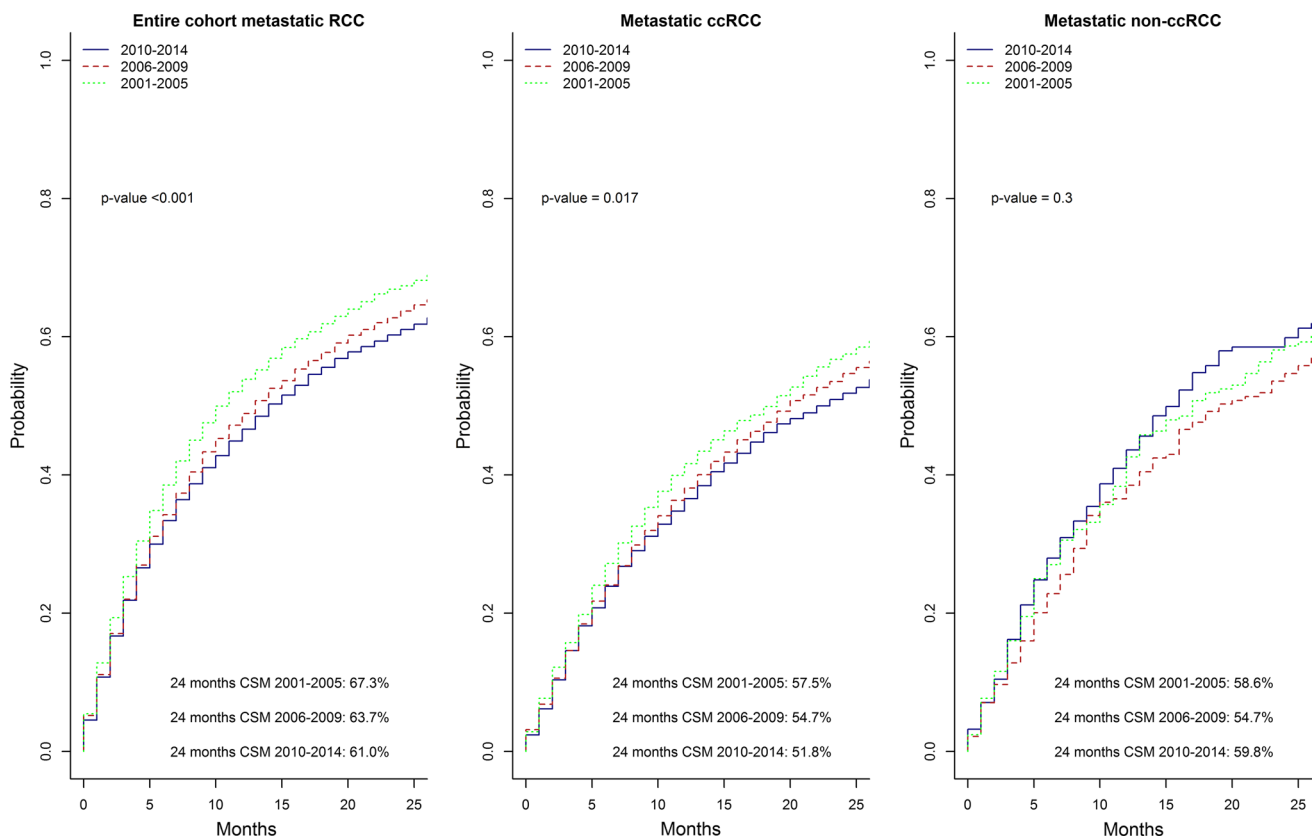 Entire cohort metastatic RCC
2010-2014
2006-2009
2001-2005
p-value <0.001
24 months CSM 2001-2005: 67.3%
24 months CSM 2006-2009: 63.7%
24 months CSM 2010-2014: 61.0%
Probability
0.0
0.2
0.4
0.6
0.8
1.0
0
5
10
15
20
25
Months
Metastatic ccRCC
2010-2014
2006-2009
2001-2005
p-value = 0.017
24 months CSM 2001-2005: 57.5%
24 months CSM 2006-2009: 54.7%
24 months CSM 2010-2014: 51.8%
Probability
0.0
0.2
0.4
0.6
0.8
1.0
0
5
10
15
20
25
Months
Metastatic non-ccRCC
2010-2014
2006-2009
2001-2005
p-value = 0.3
24 months CSM 2001-2005: 58.6%
24 months CSM 2006-2009: 54.7%
24 months CSM 2010-2014: 59.8%
Probability
0.0
0.2
0.4
0.6
0.8
1.0
0
5
10
15
20
25
Months